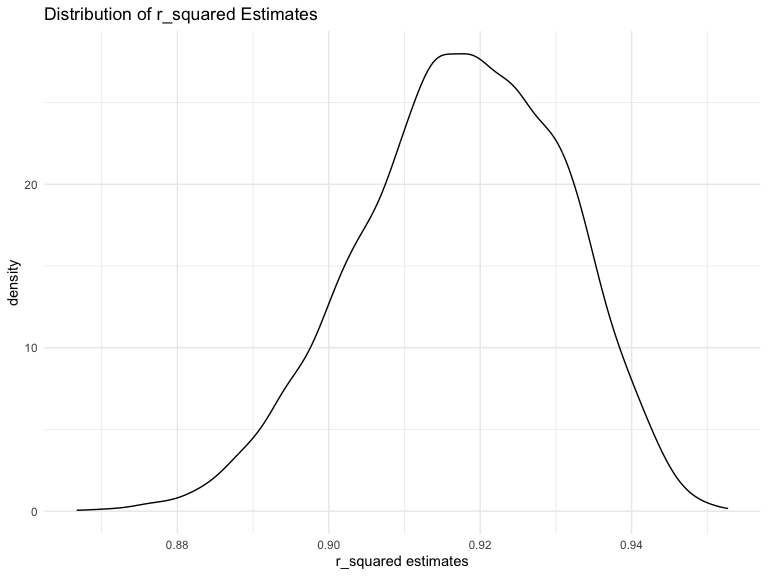 Distribution of r_squared Estimates
density
20
10
0
0.88
0.90
0.92
0.94
r_squared estimates